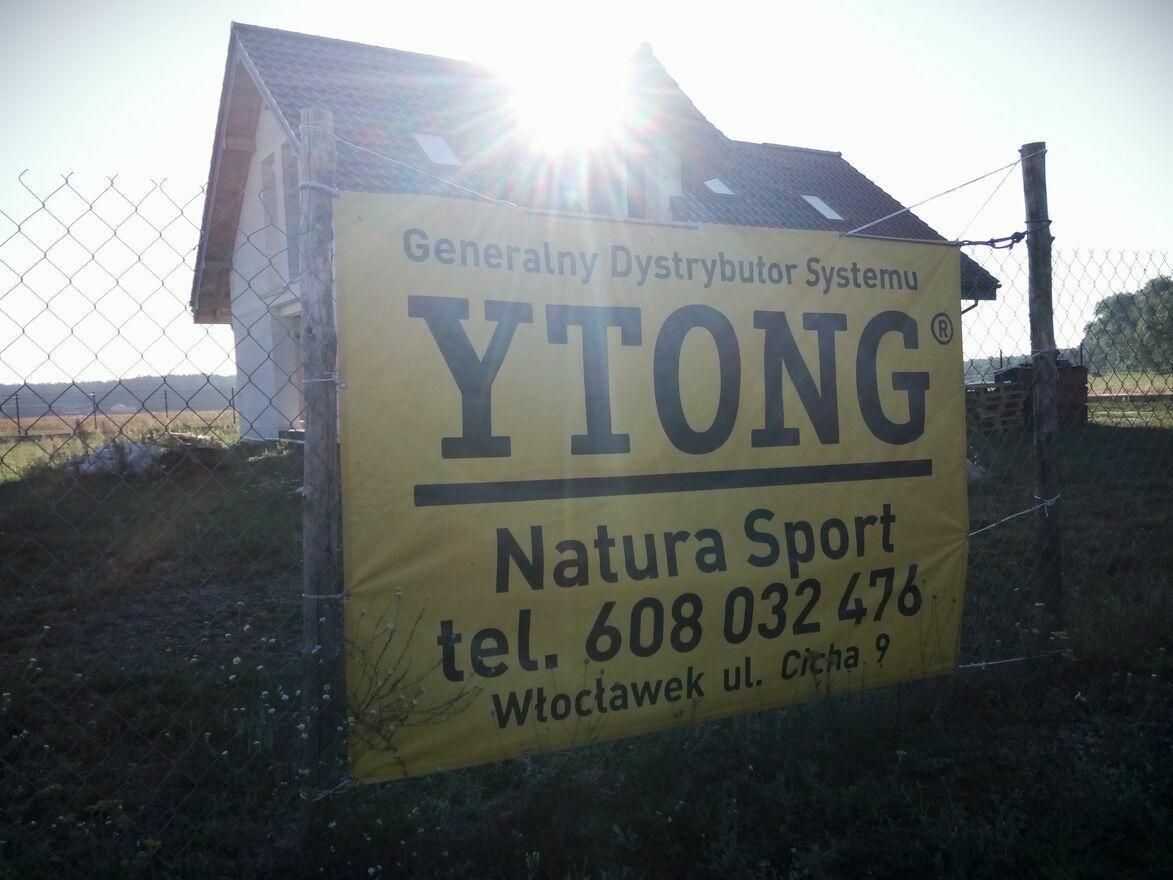 Generalny Dystrybutor Systemu
YTONG®
Natura Sport
tel. 608 032 476
Włocławek ul. Cicha 9